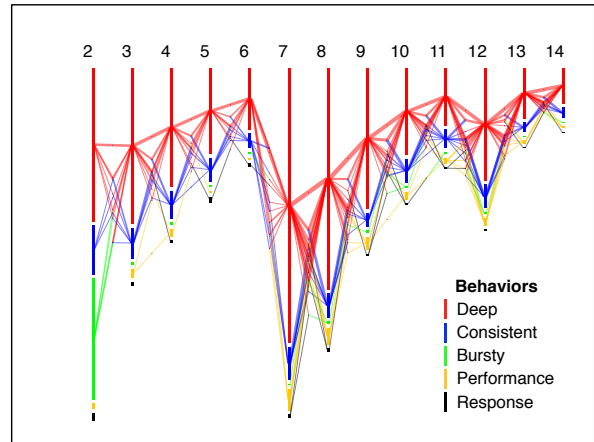 2 3 4 5 6 7 8 9 10 11 12 13 14
Behaviors
Deep
Consistent
Bursty
Performance
Response